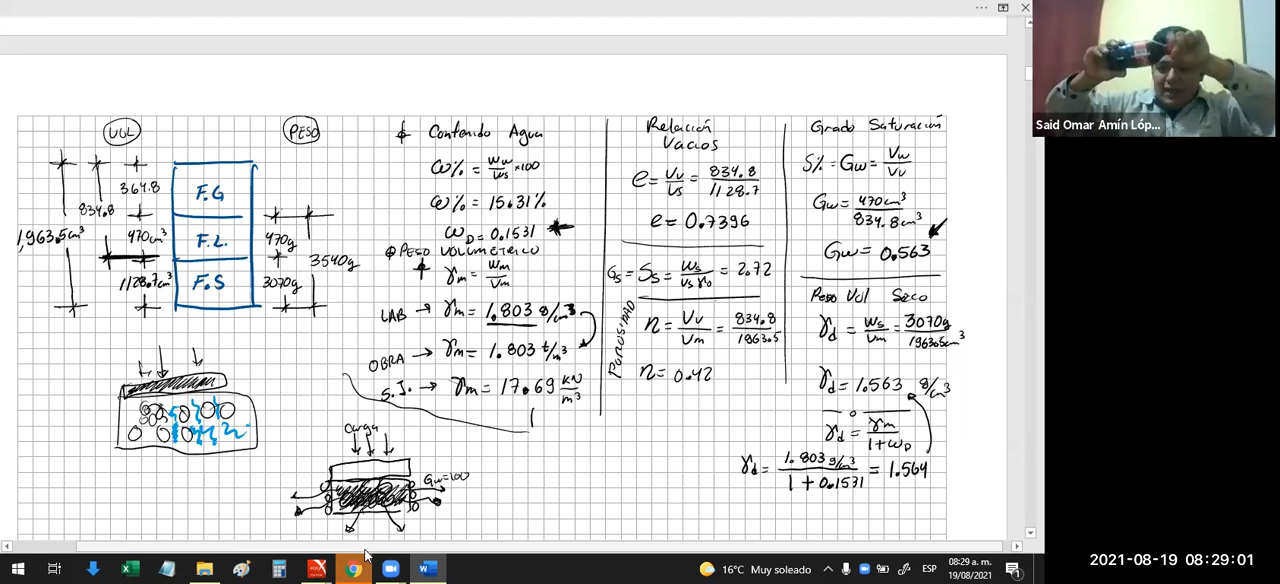 Said Omar Amín Lóp...
VOL
PESO
364.8
834.8
1,963.5cm³
470cm³
1128.7cm³
F.G
F.L.
F.S
470g
3540g
3070g
Contenido Agua
ω% = Ww/Ws ×100
ω% = 15.31%
ωD = 0.1531
PESO VOLUMÉTRICO
γm = Wm/Vm
LAB → γm = 1.803 g/cm³
OBRA → γm = 1.803 t/m³
S.I. → γm = 17.69 kN/m³
Carga
Gw=100
Relación
Vacios
e = Vv/Vs = 834.8/1128.7
e = 0.7396
Gs = Ss = Ws/Vsγo = 2.72
POROSIDAD
n = Vv/Vm = 834.8/1963.5
n = 0.42
Grado Saturación
S% = Gw = Vw/Vv
Gw = 470cm³/834.8cm³
Gw = 0.563
Peso Vol Seco
γd = Ws/Vm = 3070g/1963.5cm³
γd = 1.563 g/cm³
γd = γm/1+ωD
γd = 1.803 g/cm³/1 + 0.1531 = 1.564
16°C Muy soleado
ESP
08:29 a. m.
19/08/2021
1
2021-08-19 08:29:01